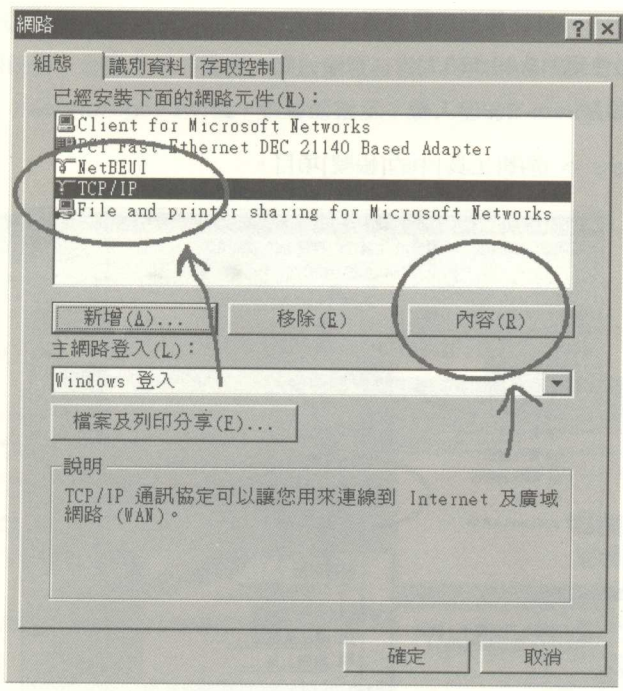 網路
組態 識別資料 存取控制
已經安裝下面的網路元件(N)：
Client for Microsoft Networks
PCI Fast Ethernet DEC 21140 Based Adapter
NetBEUI
TCP/IP
File and printer sharing for Microsoft Networks
新增(A)... 移除(E) 內容(R)
主網路登入(L)：
Windows 登入
檔案及列印分享(F)...
說明
TCP/IP 通訊協定可以讓您用來連線到 Internet 及廣域
網路 (WAN)。
確定 取消